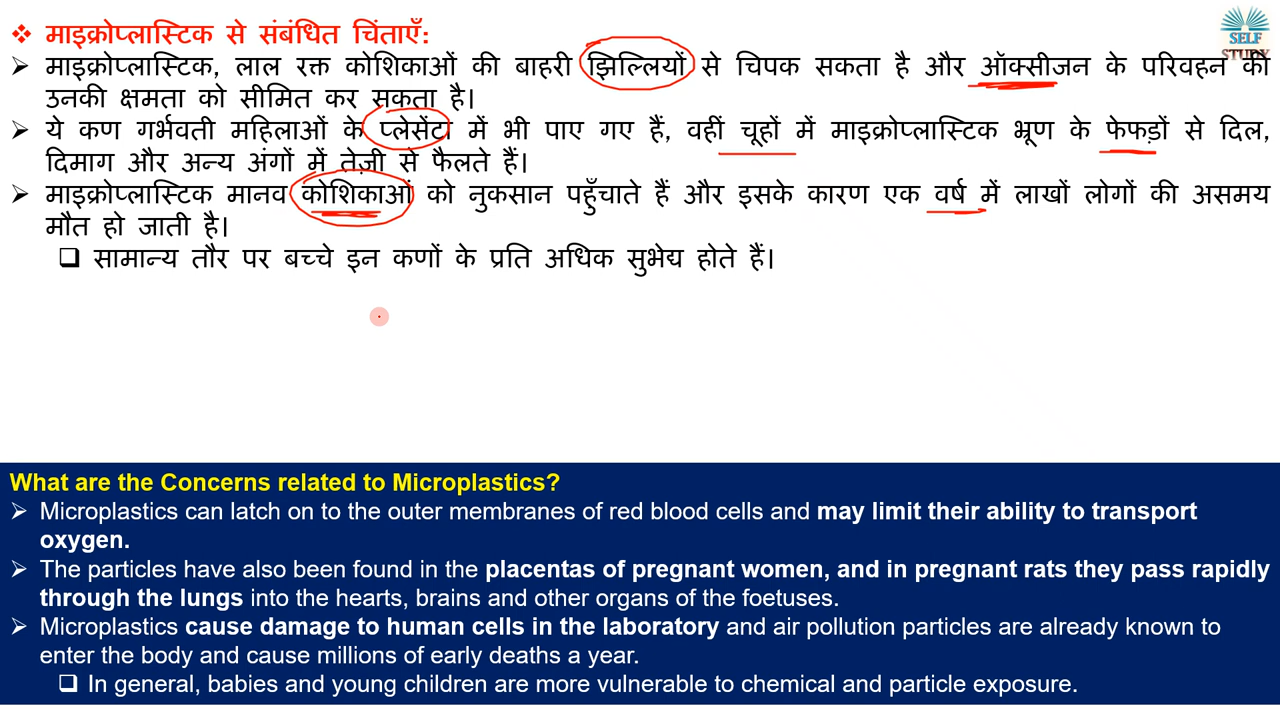 ❖ माइक्रोप्लास्टिक से संबंधित चिंताएँ:
SELF
STUDY
➢ माइक्रोप्लास्टिक, लाल रक्त कोशिकाओं की बाहरी झिल्लियों से चिपक सकता है और ऑक्सीजन के परिवहन की
उनकी क्षमता को सीमित कर सकता है।
➢ ये कण गर्भवती महिलाओं के प्लेसेंटा में भी पाए गए हैं, वहीं चूहों में माइक्रोप्लास्टिक भ्रूण के फेफड़ों से दिल,
दिमाग और अन्य अंगों में तेज़ी से फैलते हैं।
➢ माइक्रोप्लास्टिक मानव कोशिकाओं को नुकसान पहुँचाते हैं और इसके कारण एक वर्ष में लाखों लोगों की असमय
मौत हो जाती है।
❑ सामान्य तौर पर बच्चे इन कणों के प्रति अधिक सुभेद्य होते हैं।
What are the Concerns related to Microplastics?
➢ Microplastics can latch on to the outer membranes of red blood cells and may limit their ability to transport
oxygen.
➢ The particles have also been found in the placentas of pregnant women, and in pregnant rats they pass rapidly
through the lungs into the hearts, brains and other organs of the foetuses.
➢ Microplastics cause damage to human cells in the laboratory and air pollution particles are already known to
enter the body and cause millions of early deaths a year.
❑ In general, babies and young children are more vulnerable to chemical and particle exposure.